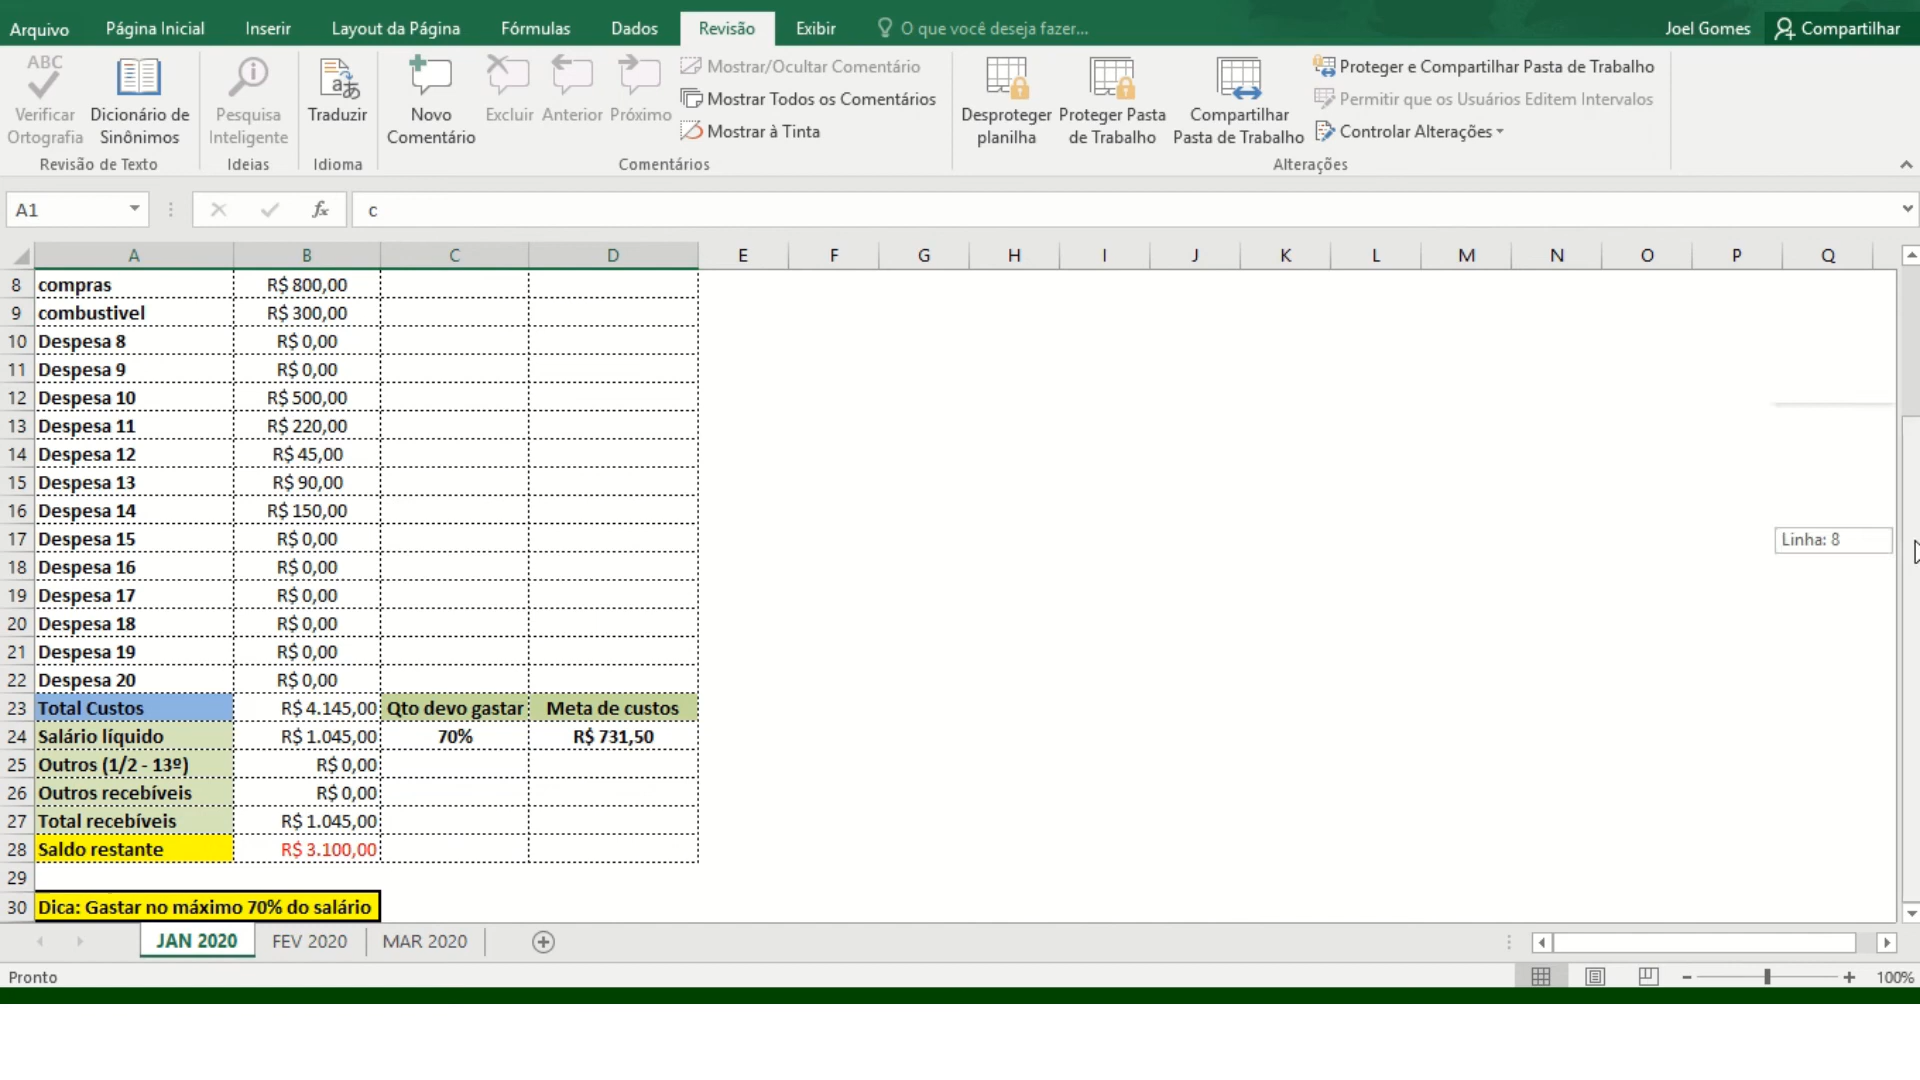 Arquivo Página Inicial Inserir Layout da Página Fórmulas Dados Revisão Exibir O que você deseja fazer... Joel Gomes Compartilhar
ABC
Verificar Ortografia
Dicionário de Sinônimos
Revisão de Texto
Pesquisa Inteligente
Ideias
Traduzir
Idioma
Novo Comentário
Excluir
Anterior
Próximo
Mostrar/Ocultar Comentário
Mostrar Todos os Comentários
Mostrar à Tinta
Comentários
Desproteger planilha
Proteger Pasta de Trabalho
Compartilhar Pasta de Trabalho
Proteger e Compartilhar Pasta de Trabalho
Permitir que os Usuários Editem Intervalos
Controlar Alterações
Alterações
A1 fx c
A B C D E F G H I J K L M N O P Q
8 compras R$ 800,00
9 combustivel R$ 300,00
10 Despesa 8 R$ 0,00
11 Despesa 9 R$ 0,00
12 Despesa 10 R$ 500,00
13 Despesa 11 R$ 220,00
14 Despesa 12 R$ 45,00
15 Despesa 13 R$ 90,00
16 Despesa 14 R$ 150,00
17 Despesa 15 R$ 0,00
Linha: 8
18 Despesa 16 R$ 0,00
19 Despesa 17 R$ 0,00
20 Despesa 18 R$ 0,00
21 Despesa 19 R$ 0,00
22 Despesa 20 R$ 0,00
23 Total Custos R$ 4.145,00 Qto devo gastar Meta de custos
24 Salário líquido R$ 1.045,00 70% R$ 731,50
25 Outros (1/2 - 13º) R$ 0,00
26 Outros recebíveis R$ 0,00
27 Total recebíveis R$ 1.045,00
28 Saldo restante R$ 3.100,00
29
30 Dica: Gastar no máximo 70% do salário
JAN 2020 FEV 2020 MAR 2020
Pronto 100%